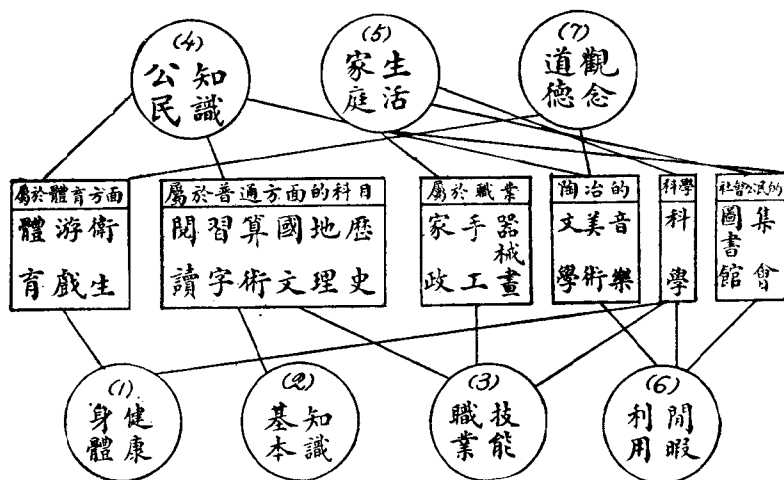 (4)
公民
知識
(5)
家庭
生活
(7)
道德
觀念
屬於體育方面
體育
游戲
衛生
屬於普通方面的科目
閱讀
習字
算術
國文
地理
歷史
屬於職業
家政
手工
器械畫
陶冶的
文學
美術
音樂
科學
科學
社會公民的
圖書館
集會
(1)
身體
健康
(2)
基本
知識
(3)
職業
技能
(6)
利用
閒暇